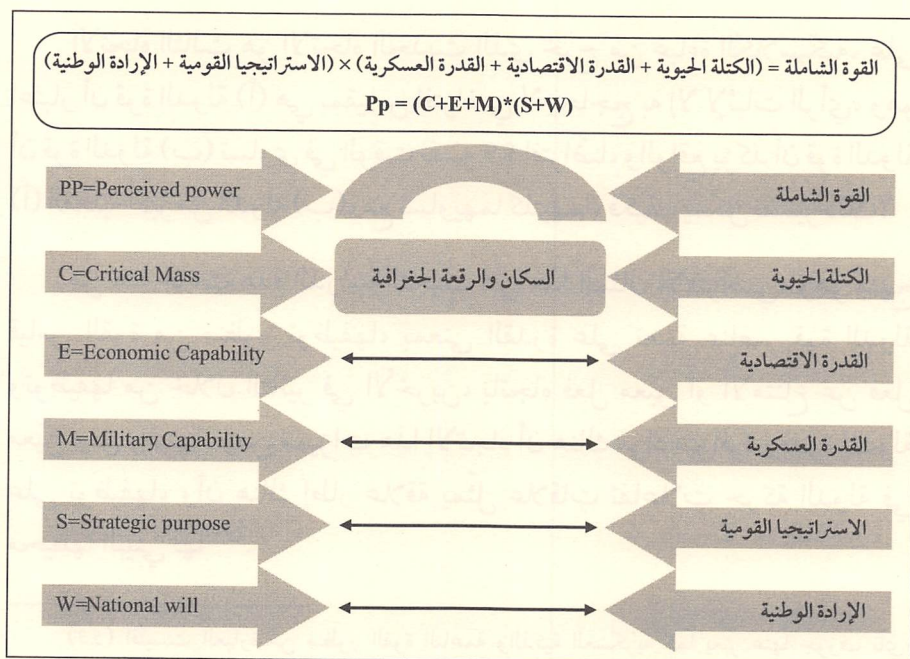 القوة الشاملة = (الكتلة الحيوية + القدرة الاقتصادية + القدرة العسكرية) × (الاستراتيجيا القومية + الإرادة الوطنية)
Pp = (C+E+M)*(S+W)
PP=Perceived power
القوة الشاملة
C=Critical Mass
السكان والرقعة الجغرافية
الكتلة الحيوية
E=Economic Capability
القدرة الاقتصادية
M=Military Capability
القدرة العسكرية
S=Strategic purpose
الاستراتيجيا القومية
W=National will
الإرادة الوطنية